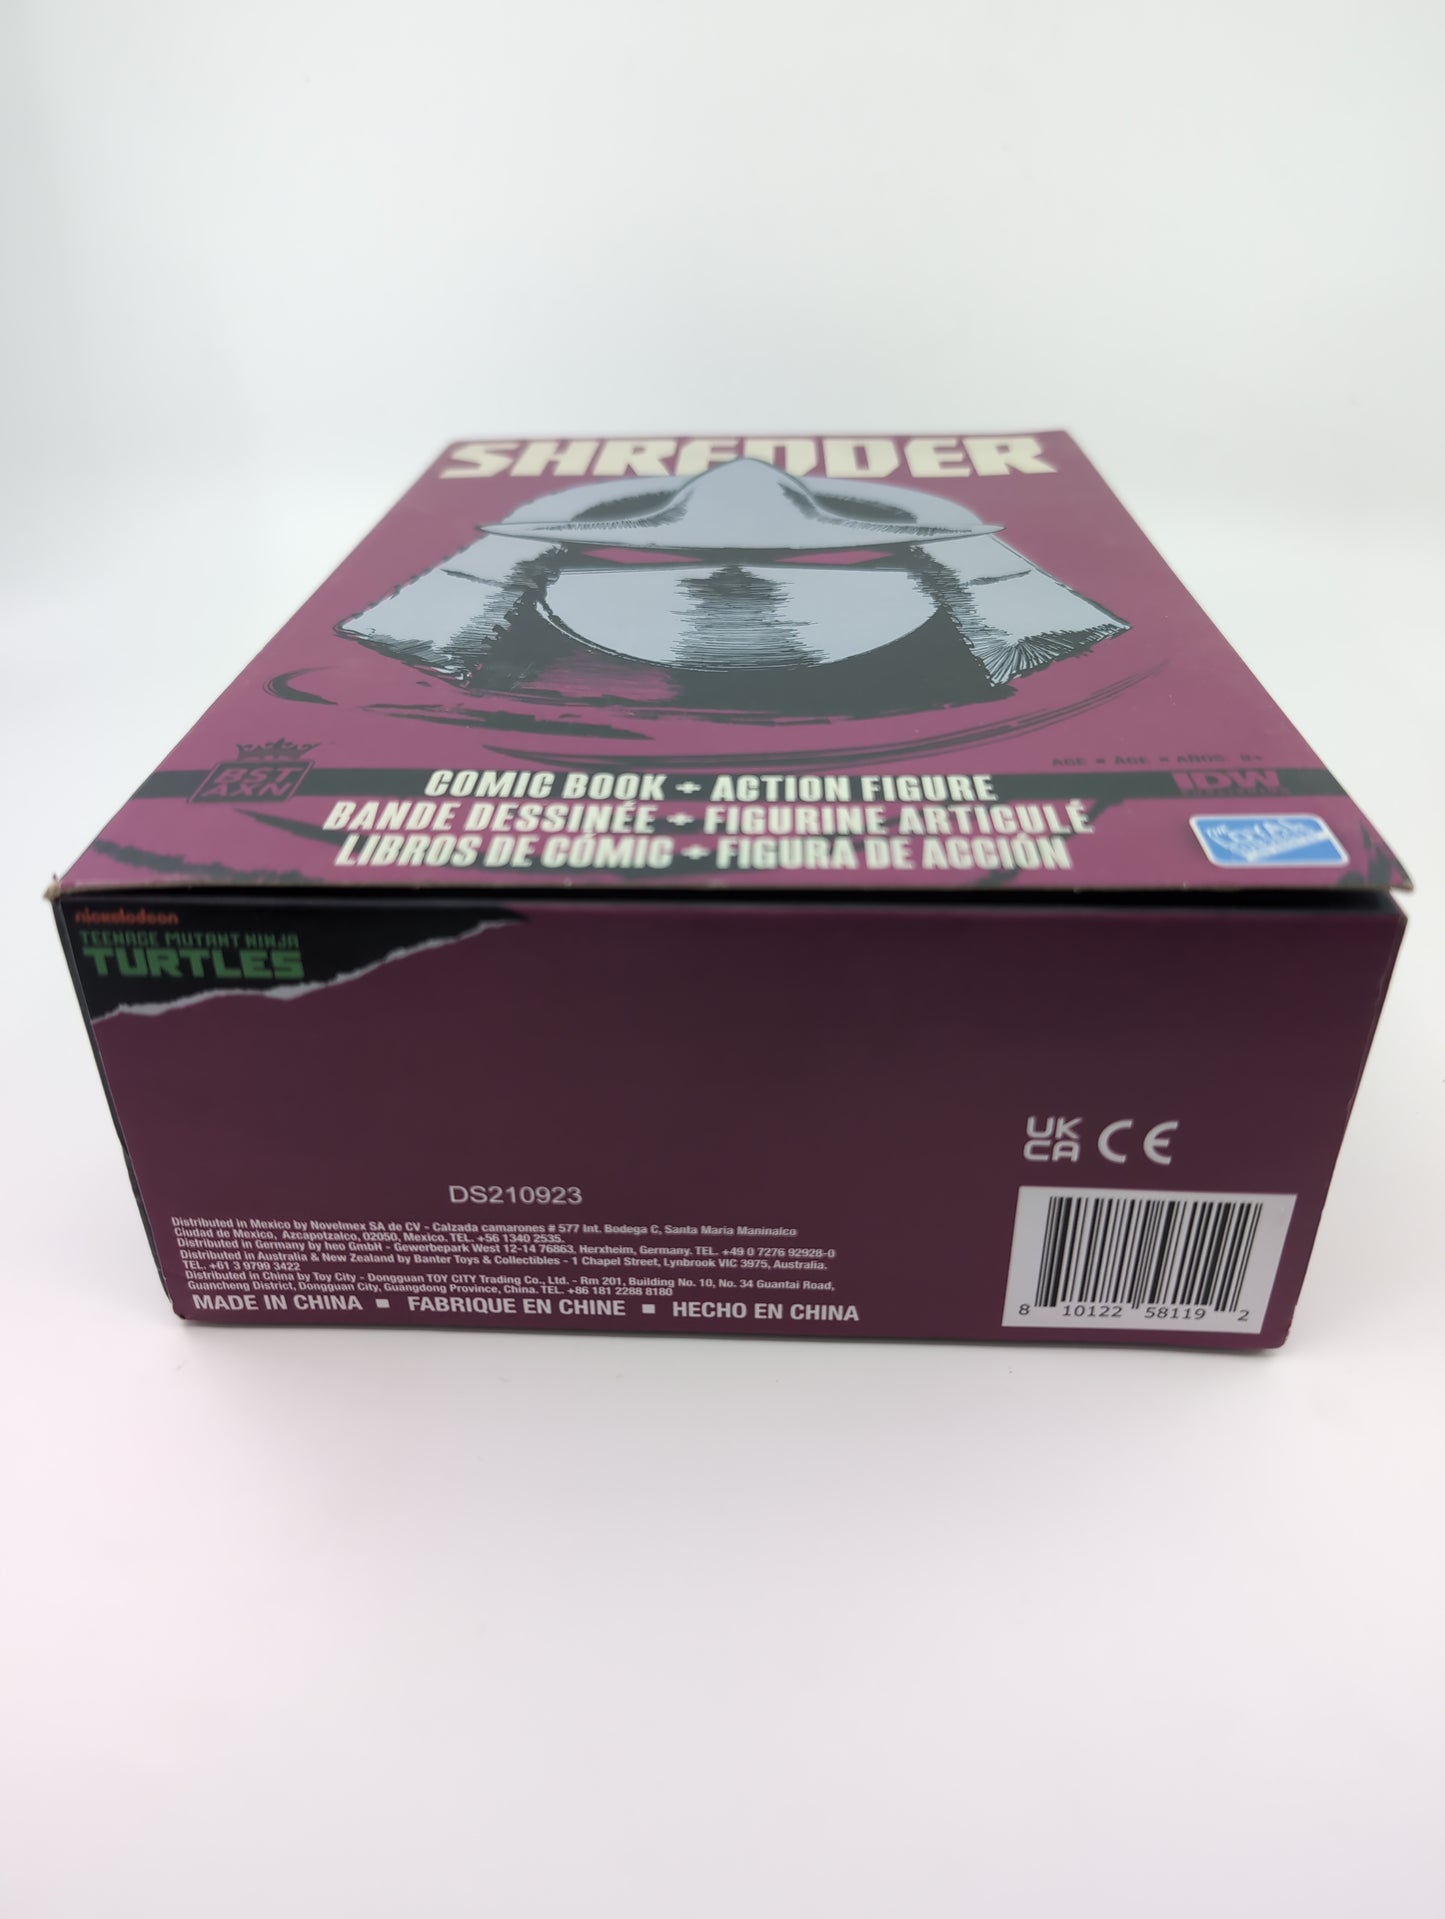 SHREDDER
BST
AXN
AGE ▪ ÂGE ▪ AÑOS: 8+
IDW
COMIC BOOK + ACTION FIGURE
BANDE DESSINÉE + FIGURINE ARTICULÉ
LIBROS DE CÓMIC + FIGURA DE ACCIÓN
THE LOYAL
SUBJECTS
nickelodeon
TEENAGE MUTANT NINJA
TURTLES
UK
CA CE
DS210923
Distributed in Mexico by Novelmex SA de CV - Calzada camarones # 577 Int. Bodega C, Santa Maria Maninalco
Ciudad de Mexico, Azcapotzalco, 02050, Mexico. TEL. +56 1340 2535.
Distributed in Germany by heo GmbH - Gewerbepark West 12-14 76863, Herxheim, Germany. TEL. +49 0 7276 92928-0
Distributed in Australia & New Zealand by Banter Toys & Collectibles - 1 Chapel Street, Lynbrook VIC 3975, Australia.
TEL. +61 3 9799 3422
Distributed in China by Toy City - Dongguan TOY CITY Trading Co., Ltd. - Rm 201, Building No. 10, No. 34 Guantai Road,
Guancheng District, Dongguan City, Guangdong Province, China. TEL. +86 181 2288 8180
MADE IN CHINA ■ FABRIQUE EN CHINE ■ HECHO EN CHINA
8 10122 58119 2